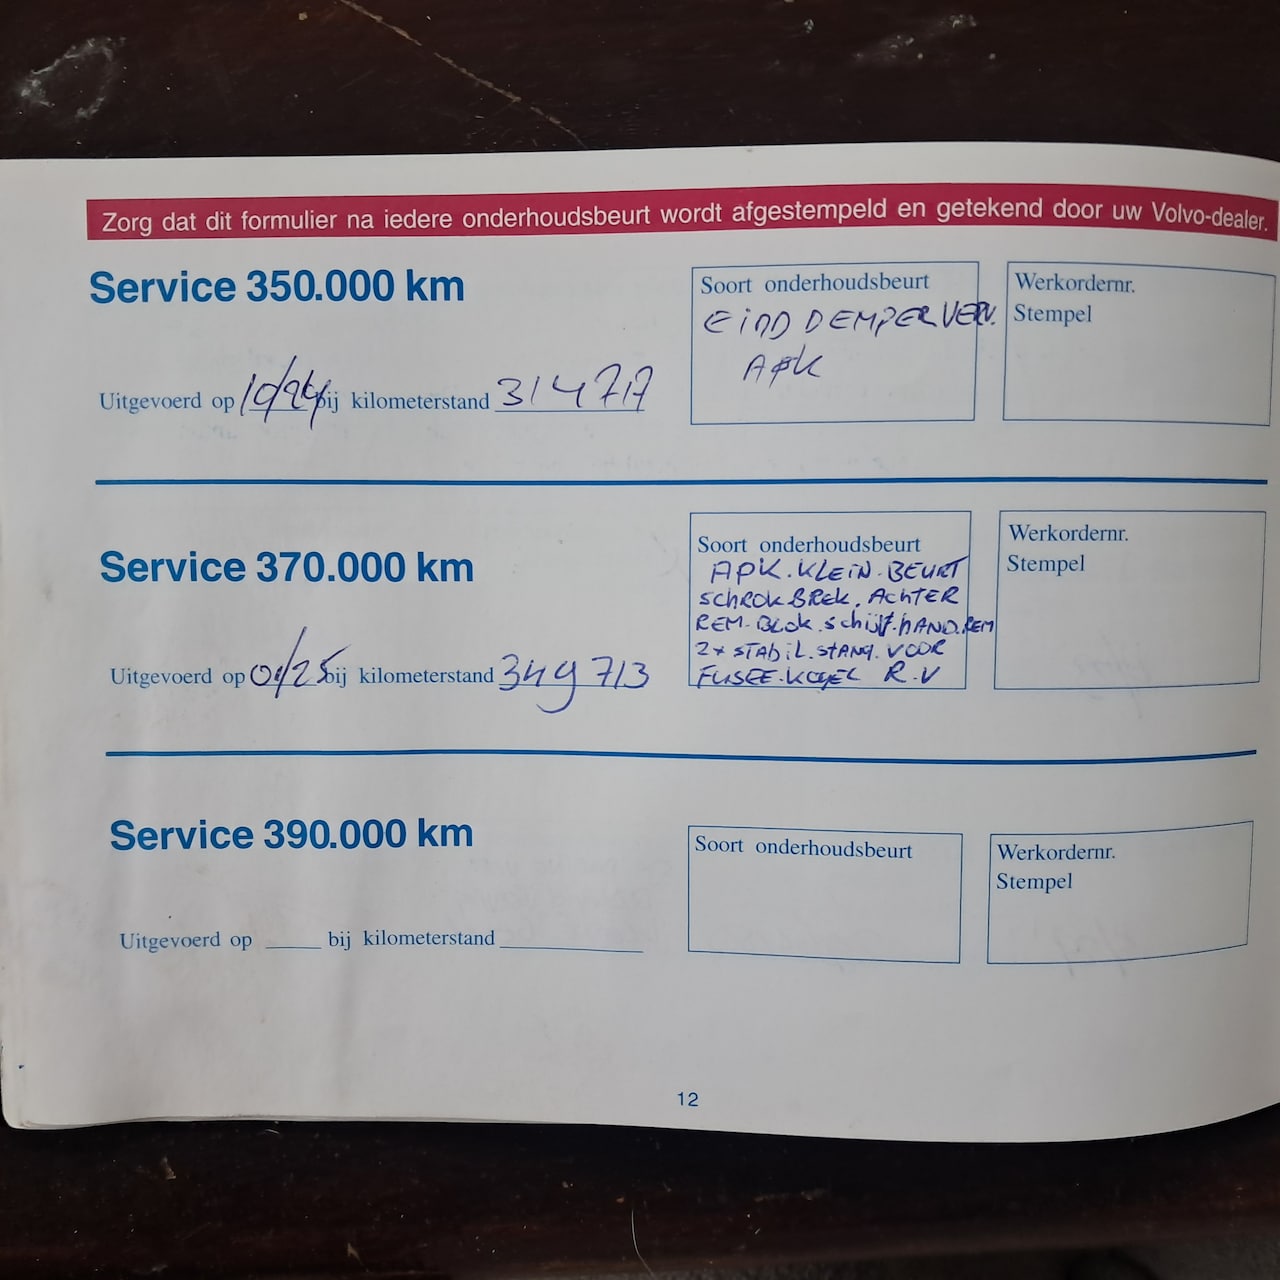 Zorg dat dit formulier na iedere onderhoudsbeurt wordt afgestempeld en getekend door uw Volvo-dealer.
Service 350.000 km
Soort onderhoudsbeurt
EIND DEMPER VERV.
APK
Werkordernr.
Stempel
Uitgevoerd op 10/24 bij kilometerstand 314717
Service 370.000 km
Soort onderhoudsbeurt
APK. KLEIN. BEURT
SCHROKBREK. ACHTER
REM. BLOK. SCHIJF. HAND. REM
2x STABIL. STANG. VOOR
FUSEE. KOGEL R.V
Werkordernr.
Stempel
Uitgevoerd op 01/25 bij kilometerstand 349713
Service 390.000 km
Soort onderhoudsbeurt
Werkordernr.
Stempel
Uitgevoerd op ____ bij kilometerstand ____
12